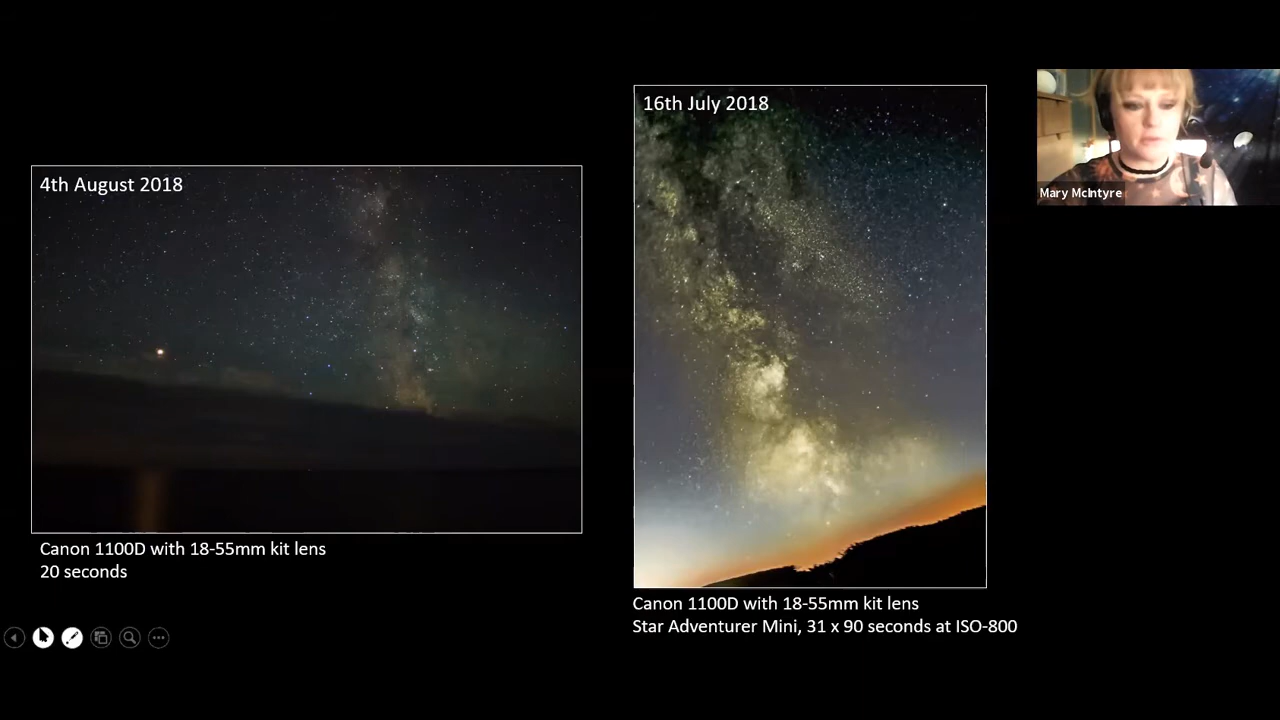 4th August 2018
Canon 1100D with 18-55mm kit lens
20 seconds
16th July 2018
Canon 1100D with 18-55mm kit lens
Star Adventurer Mini, 31 x 90 seconds at ISO-800
Mary McIntyre